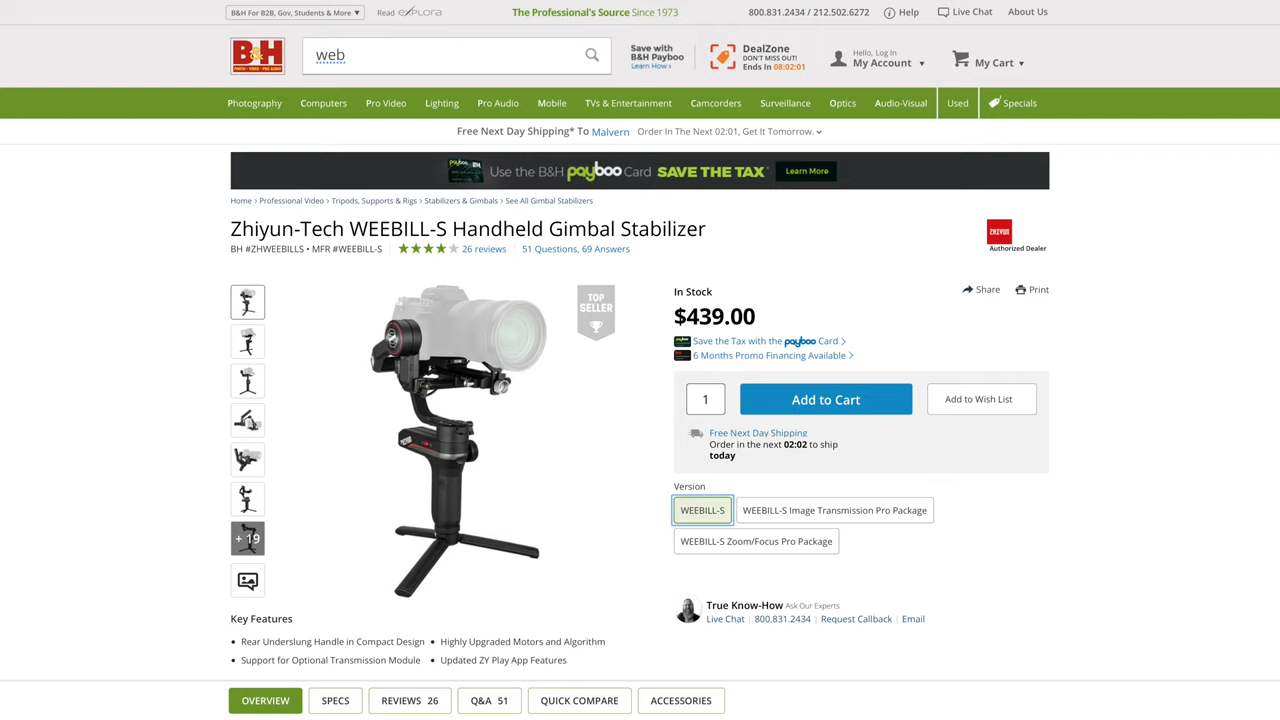 B&H For B2B, Gov, Students & More ▼
Read eXPLORA
The Professional's Source Since 1973
800.831.2434 / 212.502.6272
Help
Live Chat
About Us
B&H
PHOTO · VIDEO · PRO AUDIO
web
Save with
B&H Payboo
Learn How ›
DealZone
DON'T MISS OUT!
Ends In 08:02:01
Hello, Log In
My Account ▼
My Cart ▼
Photography
Computers
Pro Video
Lighting
Pro Audio
Mobile
TVs & Entertainment
Camcorders
Surveillance
Optics
Audio-Visual
Used
Specials
Free Next Day Shipping* To Malvern Order In The Next 02:01, Get It Tomorrow.
Use the B&H payboo Card SAVE THE TAX* Learn More
Home › Professional Video › Tripods, Supports & Rigs › Stabilizers & Gimbals › See All Gimbal Stabilizers
Zhiyun-Tech WEEBILL-S Handheld Gimbal Stabilizer
BH #ZHWEEBILLS • MFR #WEEBILL-S
26 reviews
51 Questions, 69 Answers
ZHIYUN
Authorized Dealer
TOP
SELLER
In Stock
Share
Print
$439.00
Save the Tax with the payboo Card
6 Months Promo Financing Available
1
Add to Cart
Add to Wish List
Free Next Day Shipping
Order in the next 02:02 to ship
today
Version
WEEBILL-S
WEEBILL-S Image Transmission Pro Package
WEEBILL-S Zoom/Focus Pro Package
+ 19
True Know-How Ask Our Experts
Live Chat | 800.831.2434 | Request Callback | Email
Key Features
• Rear Underslung Handle in Compact Design
• Highly Upgraded Motors and Algorithm
• Support for Optional Transmission Module
• Updated ZY Play App Features
OVERVIEW
SPECS
REVIEWS 26
Q&A 51
QUICK COMPARE
ACCESSORIES